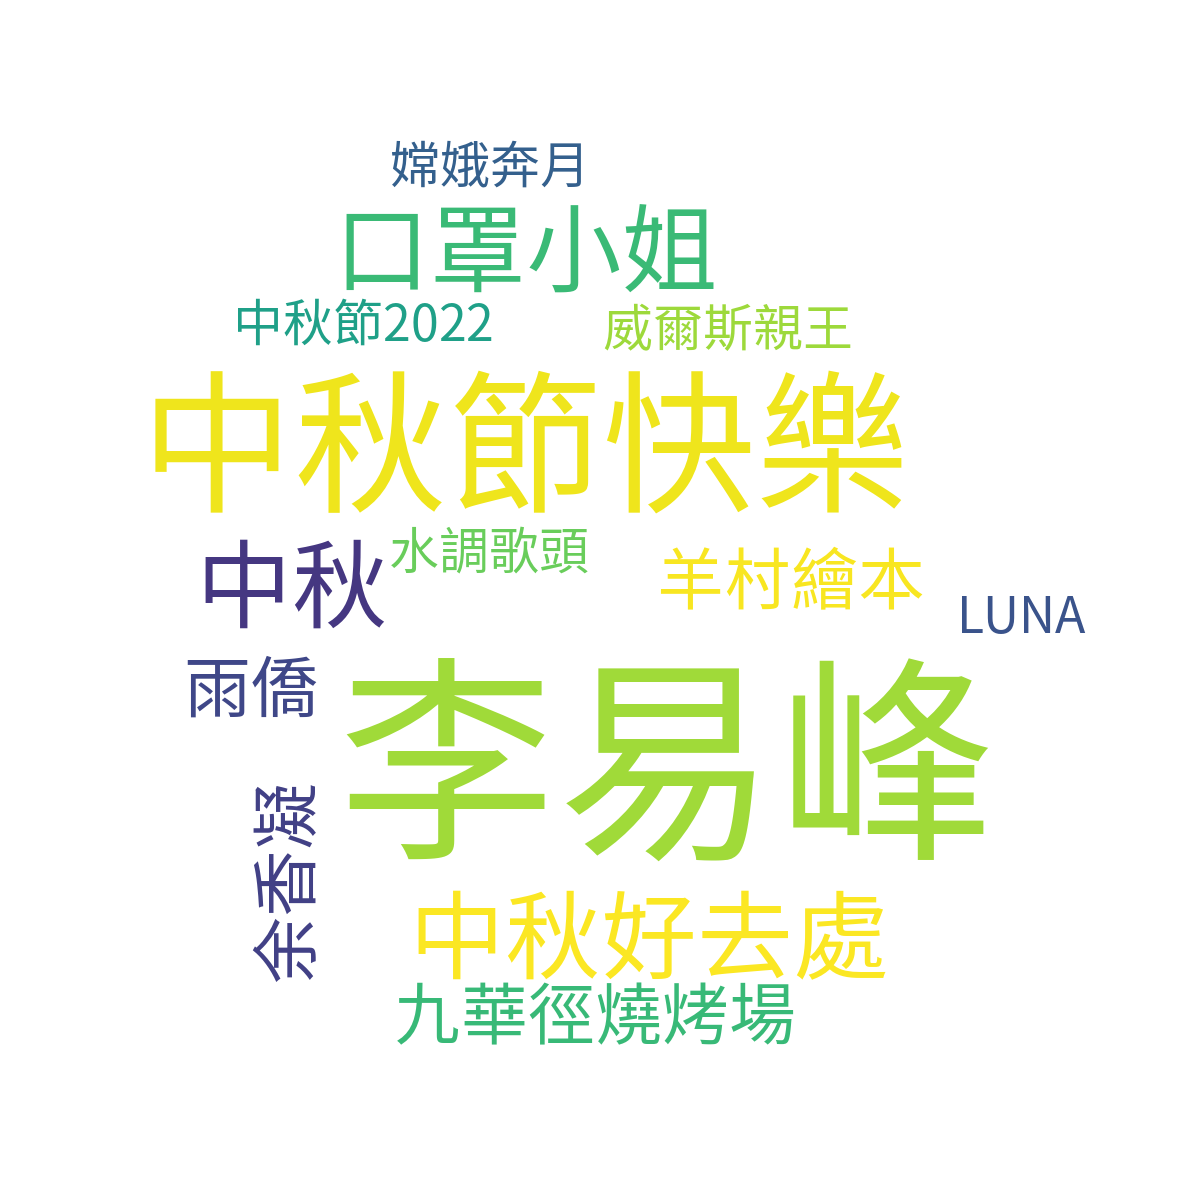 嫦娥奔月
口罩小姐
中秋節2022
威爾斯親王
中秋節快樂
中秋
水調歌頭
羊村繪本
LUNA
雨僑
李易峰
余香凝
中秋好去處
九華徑燒烤場